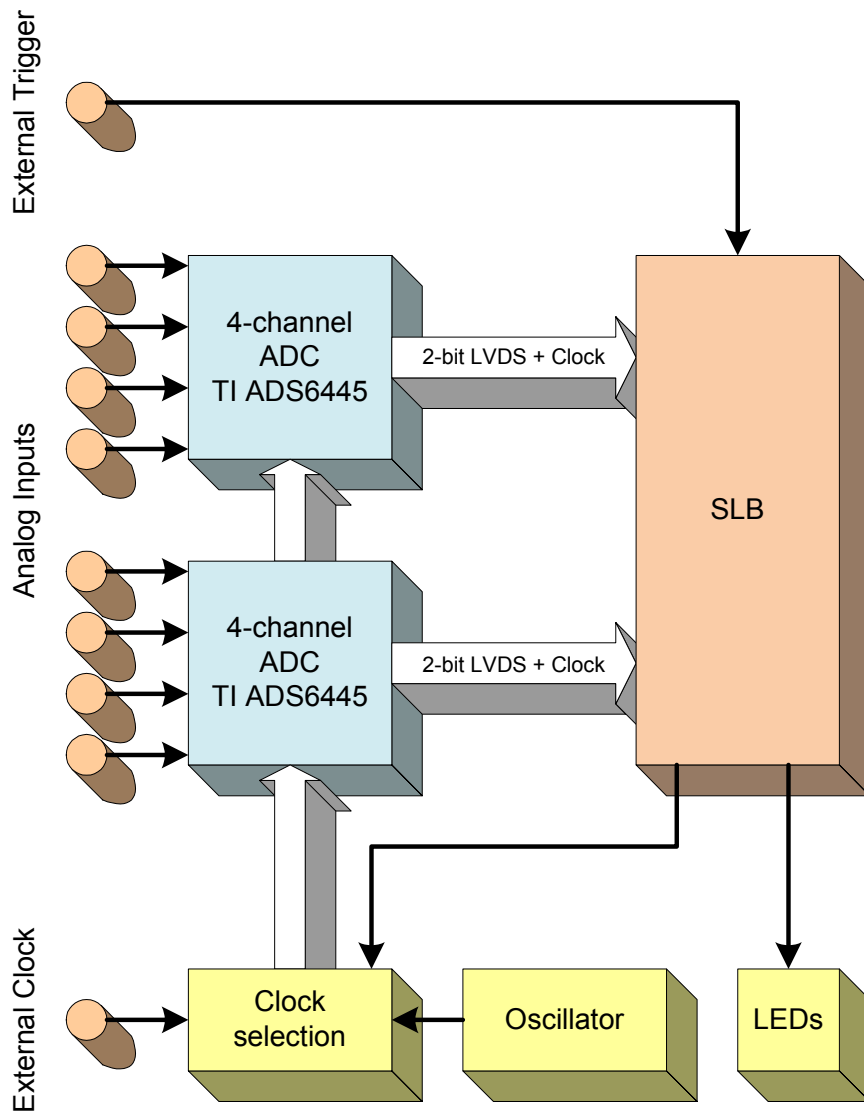 External Trigger
4-channel
ADC
TI ADS6445
2-bit LVDS + Clock
SLB
Analog Inputs
4-channel
ADC
TI ADS6445
2-bit LVDS + Clock
External Clock
Clock
selection
Oscillator
LEDs